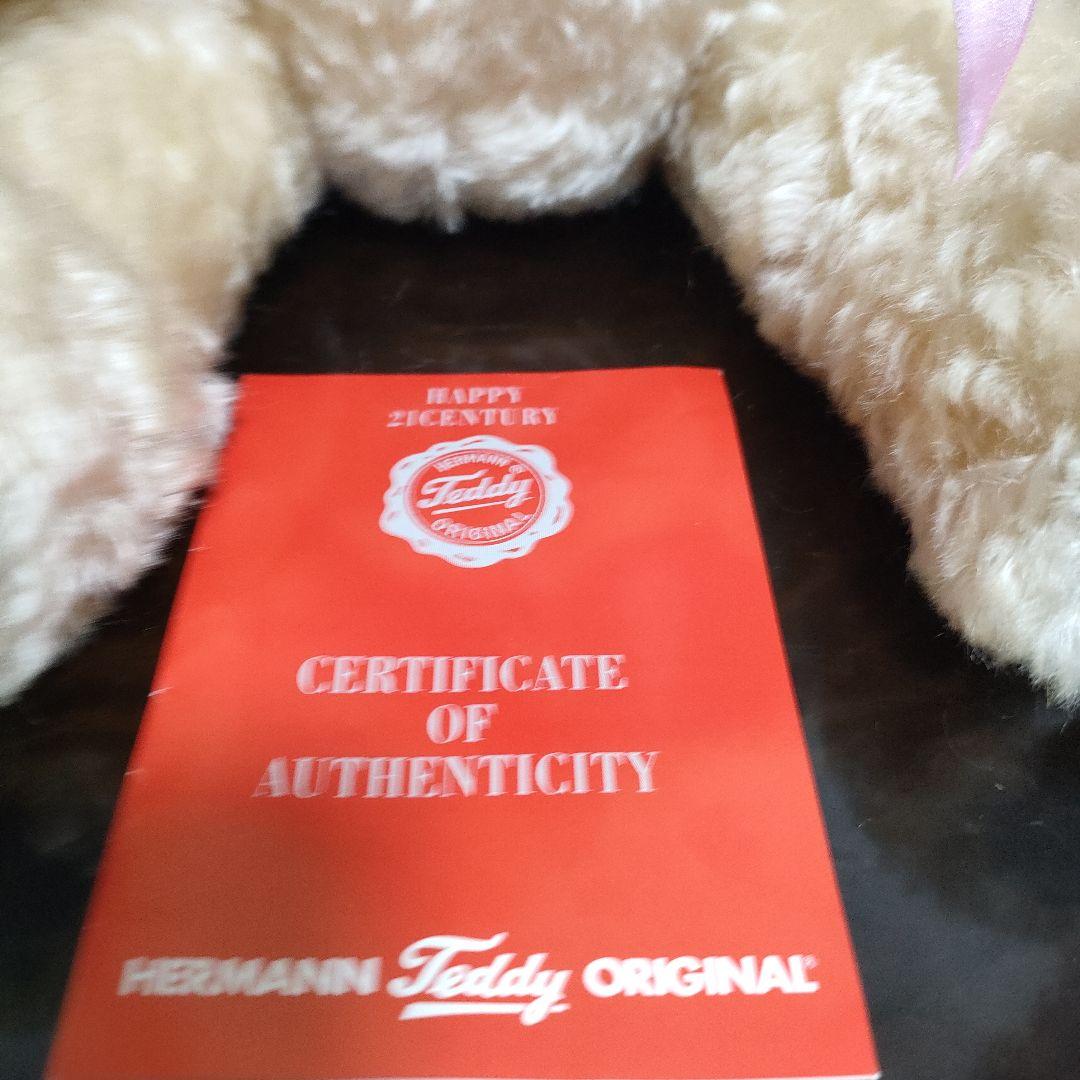 HAPPY
21CENTURY
HERMANN ®
Teddy
ORIGINAL
CERTIFICATE
OF
AUTHENTICITY
HERMANN Teddy ORIGINAL®